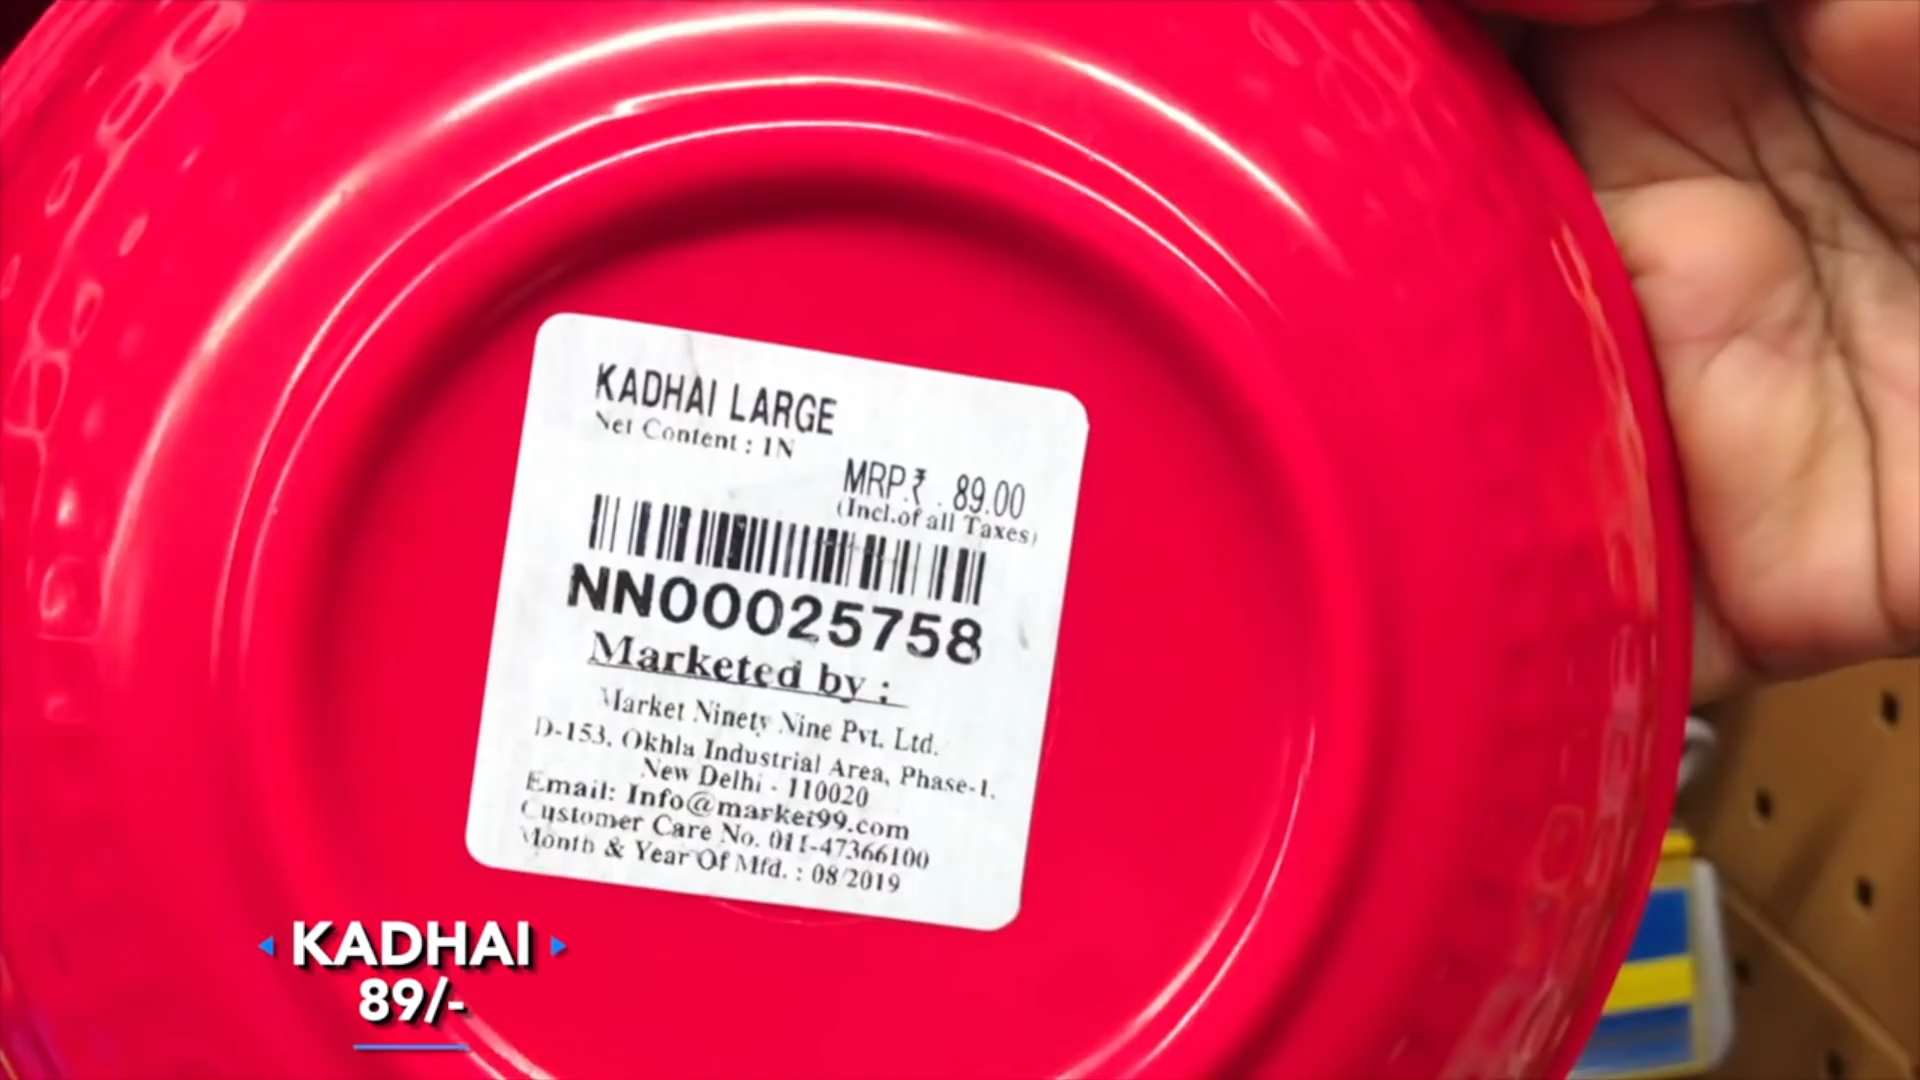 KADHAI LARGE
Net Content : 1N
MRP.₹ . 89.00
(Incl.of all Taxes)
NN00025758
Marketed by :
Market Ninety Nine Pvt. Ltd.
D-153, Okhla Industrial Area, Phase-1,
New Delhi - 110020
Email: Info@market99.com
Customer Care No. 011-47366100
Month & Year Of Mfd. : 08/2019
KADHAI
89/-